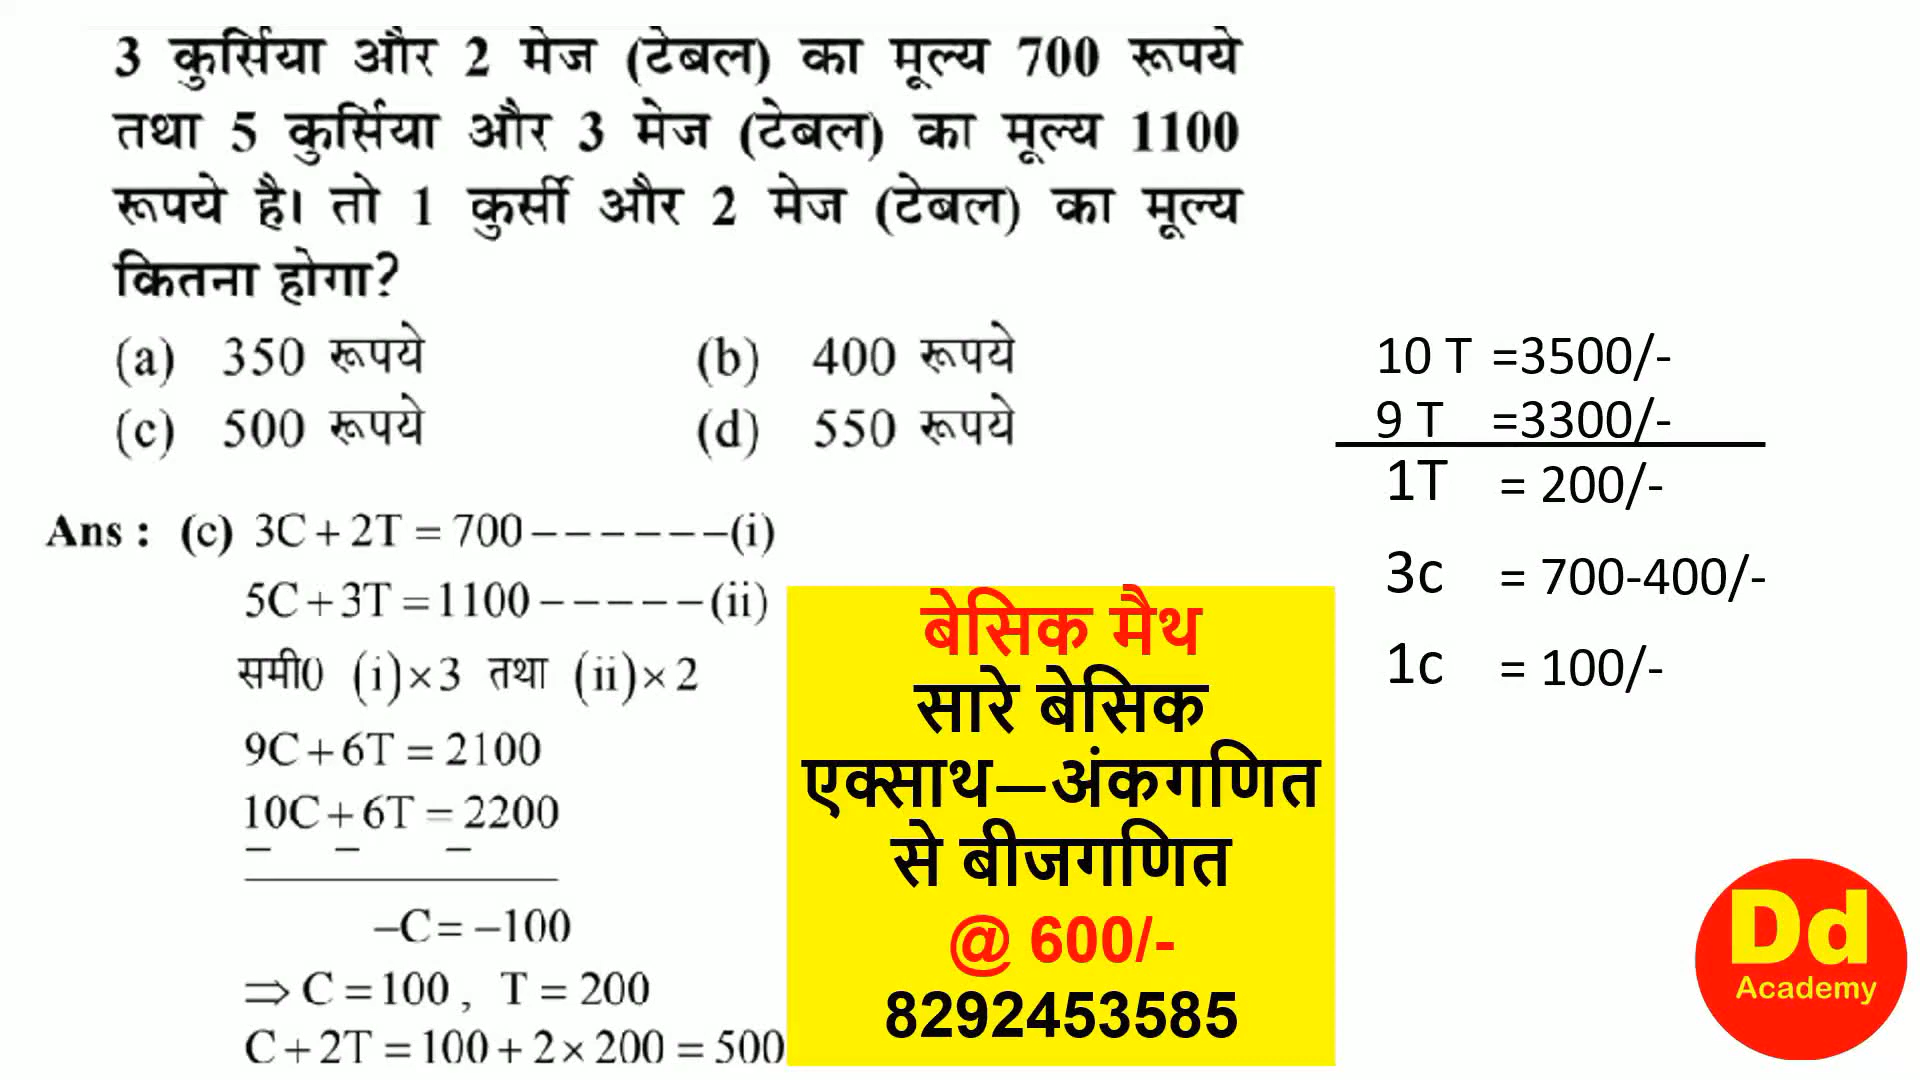 3 कुर्सिया और 2 मेज (टेबल) का मूल्य 700 रूपये
तथा 5 कुर्सिया और 3 मेज (टेबल) का मूल्य 1100
रूपये है। तो 1 कुर्सी और 2 मेज (टेबल) का मूल्य
कितना होगा?
(a) 350 रूपये (b) 400 रूपये
(c) 500 रूपये (d) 550 रूपये
Ans : (c) 3C + 2T = 700 ------(i)
5C + 3T = 1100 -----(ii)
समी0 (i)×3 तथा (ii)×2
9C + 6T = 2100
10C + 6T = 2200
– – –
–C = –100
⇒ C = 100 , T = 200
C + 2T = 100 + 2 × 200 = 500
10 T =3500/-
9 T =3300/-
1T = 200/-
3c = 700-400/-
1c = 100/-
बेसिक मैथ
सारे बेसिक
एक्साथ–अंकगणित
से बीजगणित
@ 600/-
8292453585
Dd
Academy